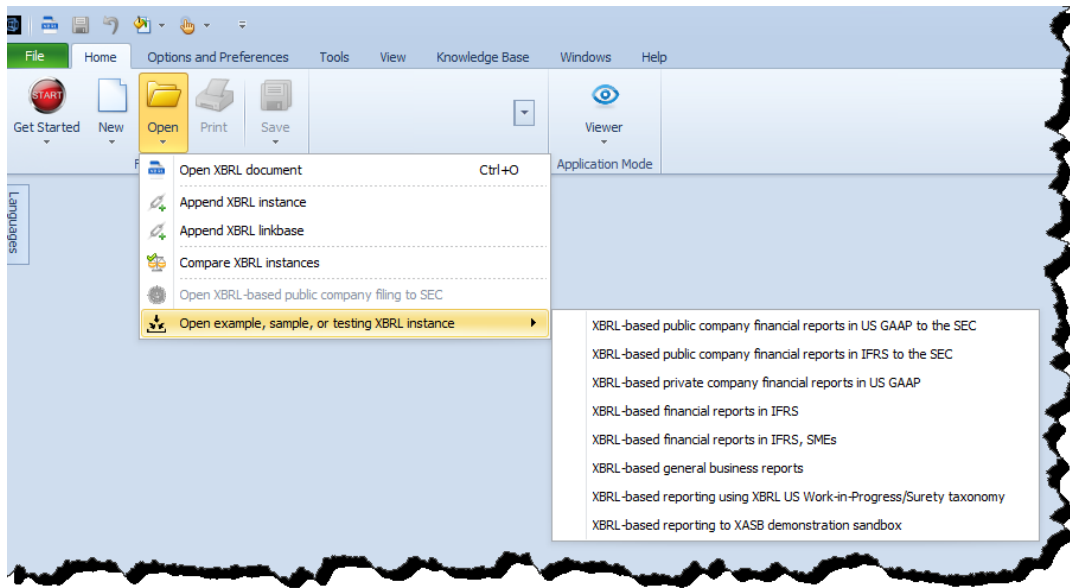 File Home Options and Preferences Tools View Knowledge Base Windows Help
START
Get Started New Open Print Save Viewer
Application Mode
Languages
Open XBRL document Ctrl+O
Append XBRL instance
Append XBRL linkbase
Compare XBRL instances
Open XBRL-based public company filing to SEC
Open example, sample, or testing XBRL instance
XBRL-based public company financial reports in US GAAP to the SEC
XBRL-based public company financial reports in IFRS to the SEC
XBRL-based private company financial reports in US GAAP
XBRL-based financial reports in IFRS
XBRL-based financial reports in IFRS, SMEs
XBRL-based general business reports
XBRL-based reporting using XBRL US Work-in-Progress/Surety taxonomy
XBRL-based reporting to XASB demonstration sandbox